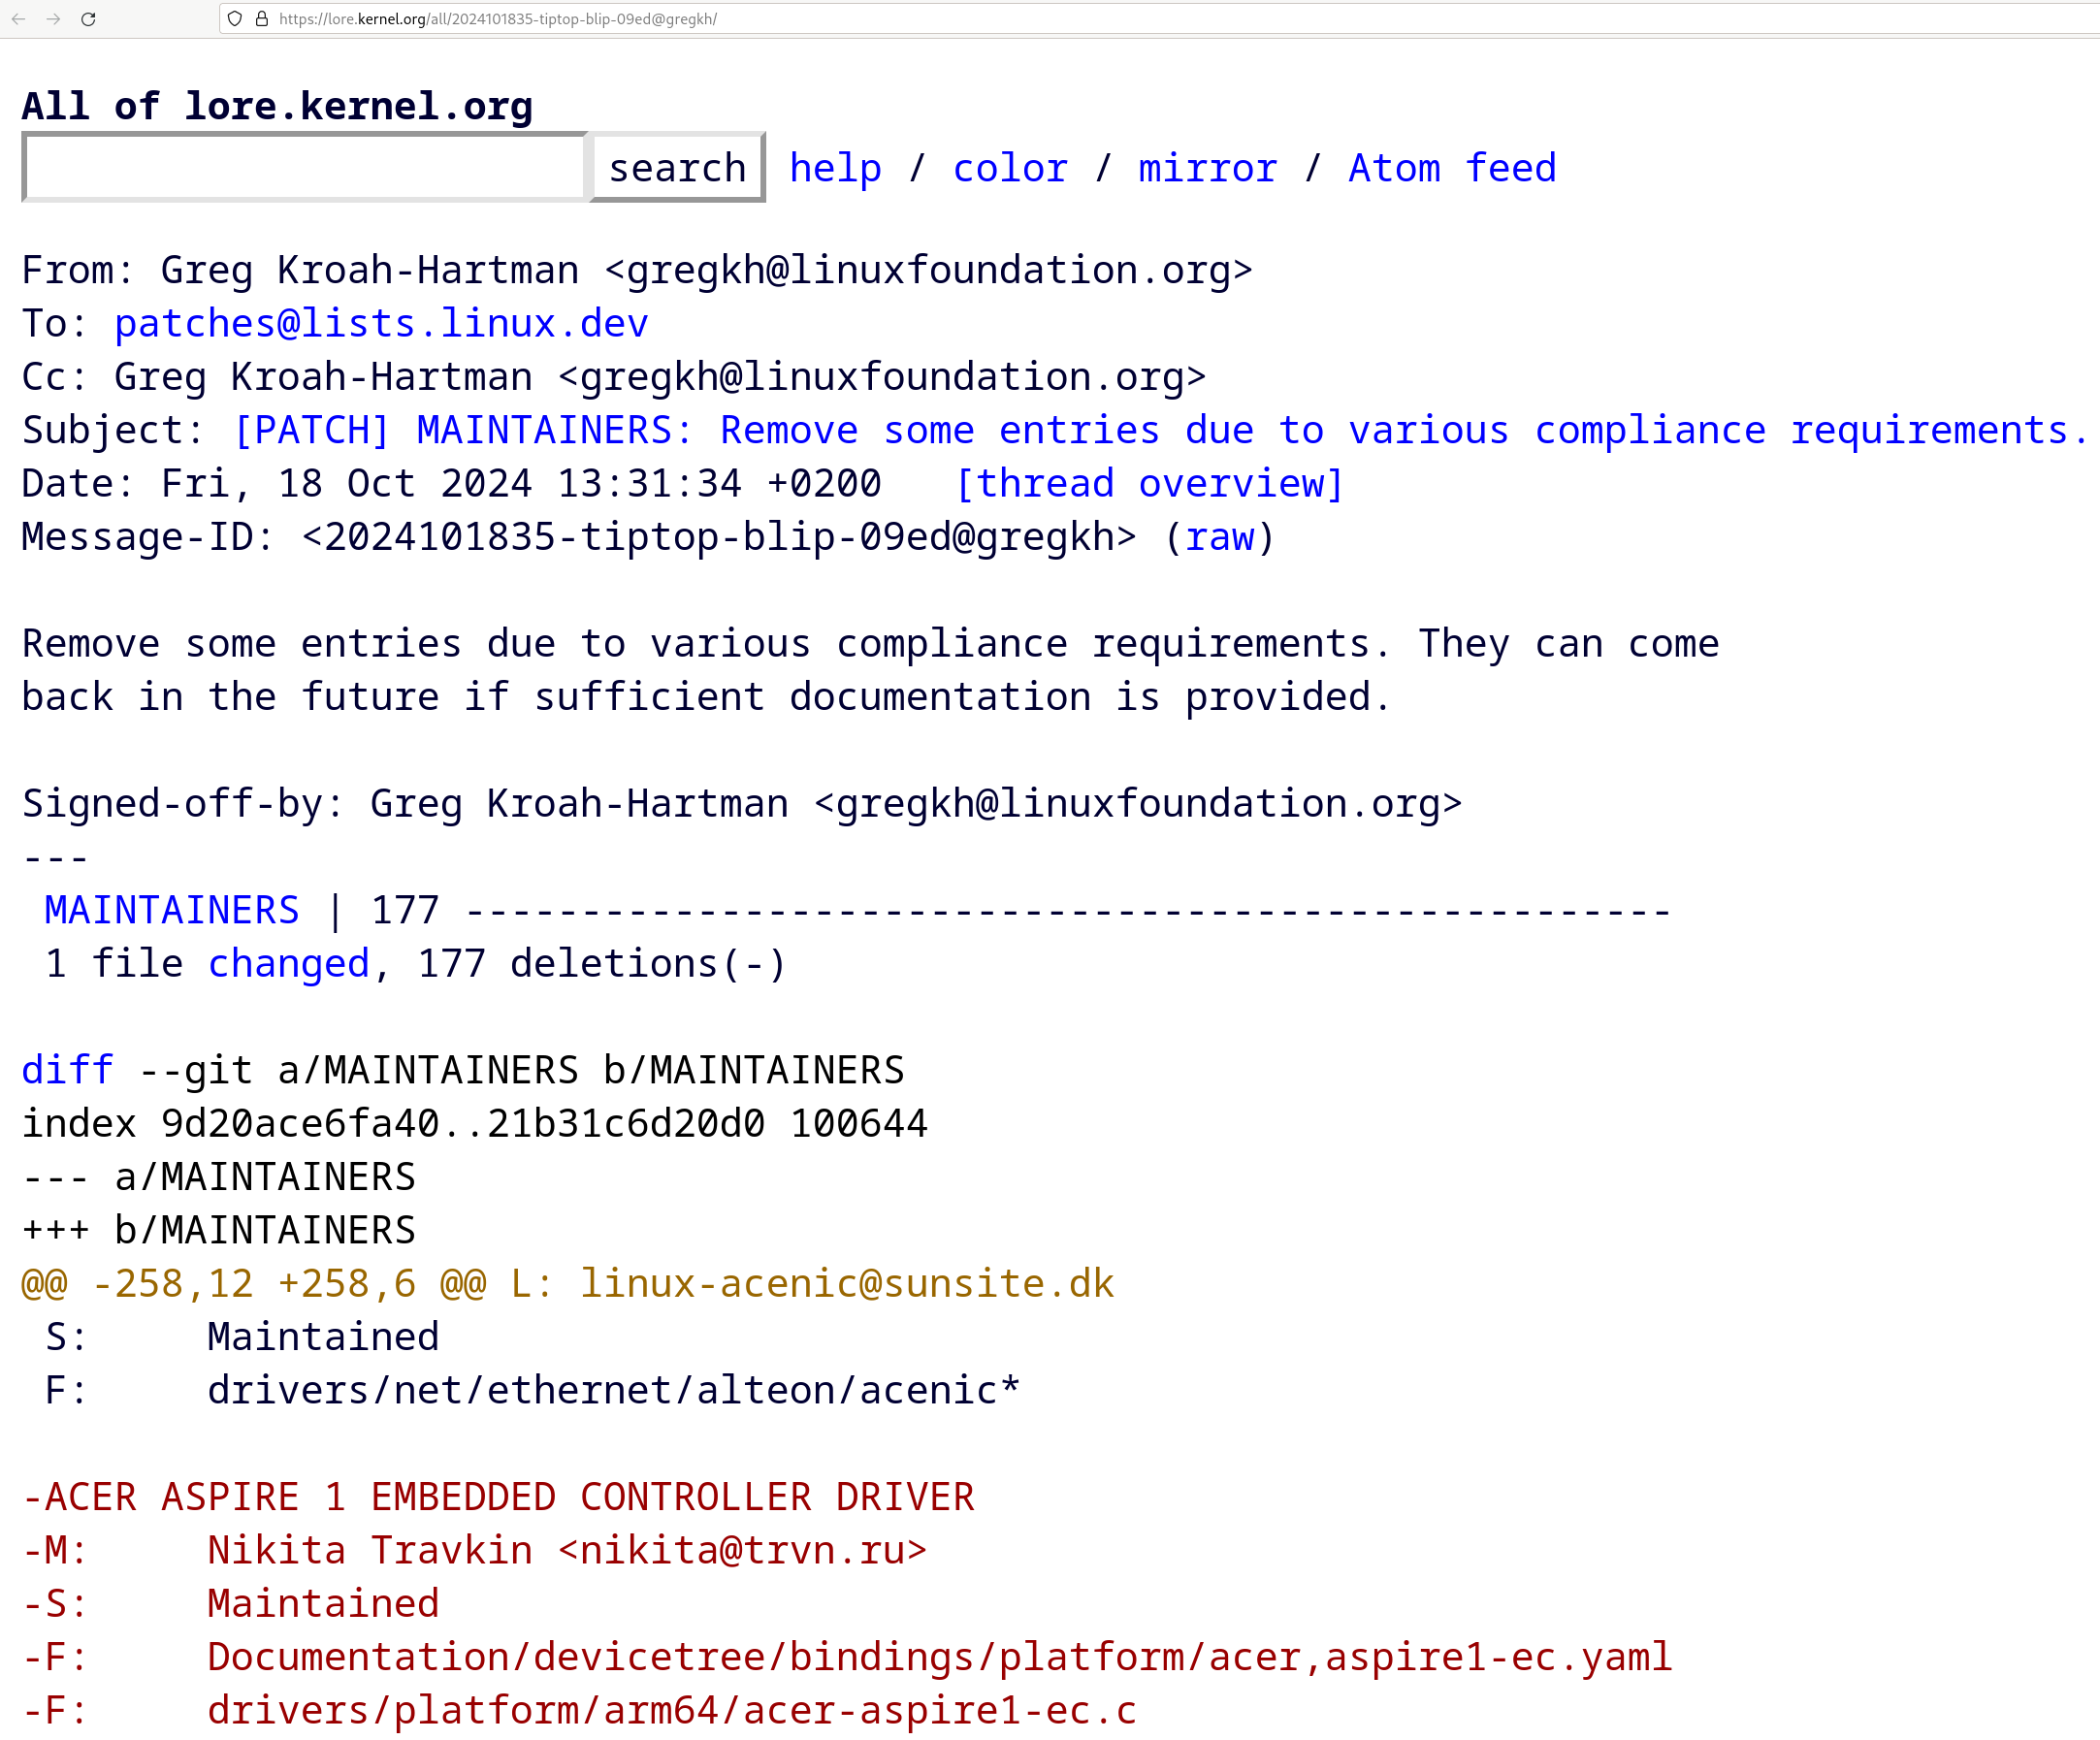 https://lore.kernel.org/all/2024101835-tiptop-blip-09ed@gregkh/
All of lore.kernel.org
search help / color / mirror / Atom feed
From: Greg Kroah-Hartman <gregkh@linuxfoundation.org>
To: patches@lists.linux.dev
Cc: Greg Kroah-Hartman <gregkh@linuxfoundation.org>
Subject: [PATCH] MAINTAINERS: Remove some entries due to various compliance requirements.
Date: Fri, 18 Oct 2024 13:31:34 +0200   [thread overview]
Message-ID: <2024101835-tiptop-blip-09ed@gregkh> (raw)
Remove some entries due to various compliance requirements. They can come
back in the future if sufficient documentation is provided.
Signed-off-by: Greg Kroah-Hartman <gregkh@linuxfoundation.org>
---
 MAINTAINERS | 177 ----------------------------------------------------
 1 file changed, 177 deletions(-)
diff --git a/MAINTAINERS b/MAINTAINERS
index 9d20ace6fa40..21b31c6d20d0 100644
--- a/MAINTAINERS
+++ b/MAINTAINERS
@@ -258,12 +258,6 @@ L: linux-acenic@sunsite.dk
 S:     Maintained
 F:     drivers/net/ethernet/alteon/acenic*
-ACER ASPIRE 1 EMBEDDED CONTROLLER DRIVER
-M:     Nikita Travkin <nikita@trvn.ru>
-S:     Maintained
-F:     Documentation/devicetree/bindings/platform/acer,aspire1-ec.yaml
-F:     drivers/platform/arm64/acer-aspire1-ec.c